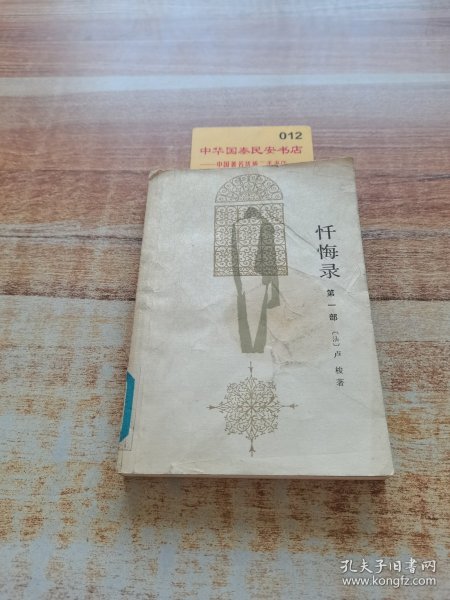 012
中华国泰民安书店
忏悔录
第一部
〔法〕卢梭著
孔夫子旧书网
www.kongfz.com